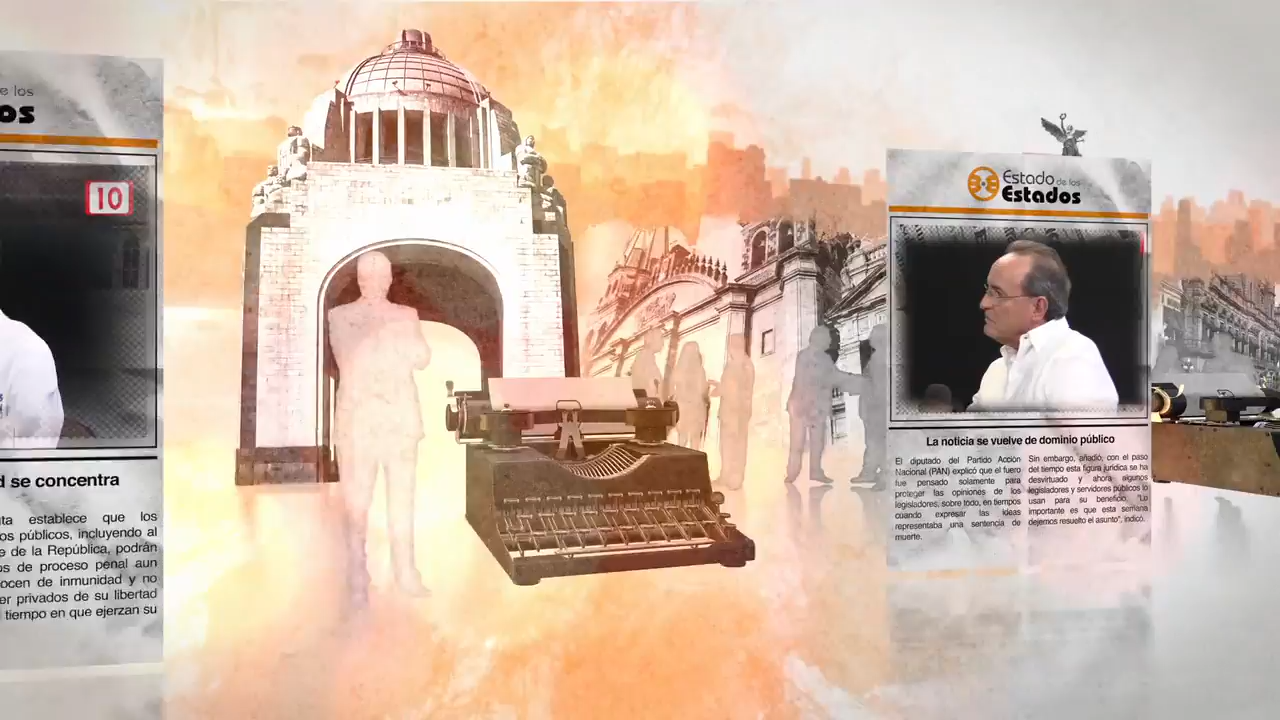 e los
os
10
d se concentra
uta establece que los
os públicos, incluyendo al
e de la República, podrán
os de proceso penal aun
ocen de inmunidad y no
er privados de su libertad
tiempo en que ejerzan su
Estado de los
Estados
La noticia se vuelve de dominio público
El diputado del Partido Acción
Nacional (PAN) explicó que el fuero
fue pensado solamente para
proteger las opiniones de los
legisladores, sobre todo, en tiempos
cuando expresar las ideas
representaba una sentencia de
muerte.
Sin embargo, añadió, con el paso
del tiempo esta figura jurídica se ha
desvirtuado y ahora algunos
legisladores y servidores públicos lo
usan para su beneficio. "Lo
importante es que esta semana
dejemos resuelto el asunto", indicó.